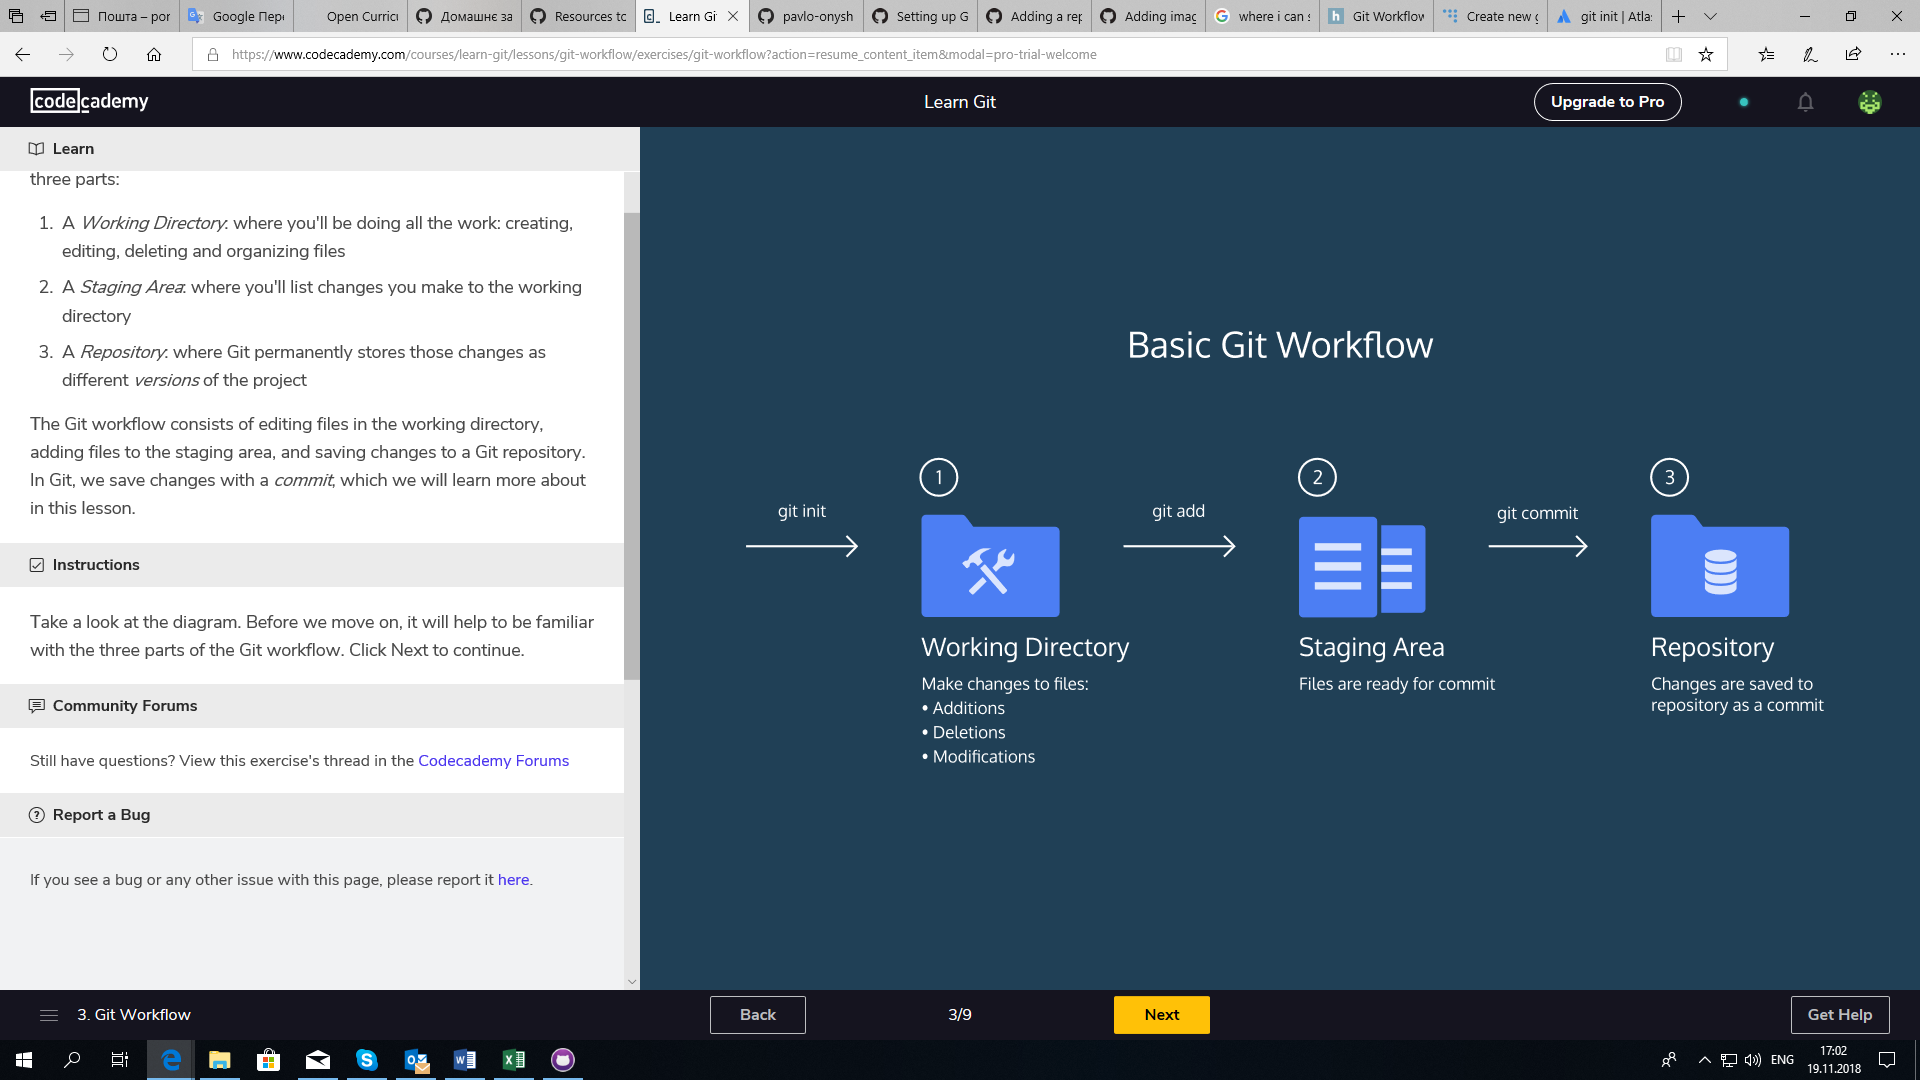 Пошта – por
Google Пере
Open Curricu
Домашнє за
Resources to
Learn Gi
pavlo-onysh
Setting up G
Adding a rep
Adding imag
where i can s
Git Workflow
Create new g
git init | Atlas
https://www.codecademy.com/courses/learn-git/lessons/git-workflow/exercises/git-workflow?action=resume_content_item&modal=pro-trial-welcome
codecademy
Learn Git
Upgrade to Pro
Learn
three parts:
1. A Working Directory: where you'll be doing all the work: creating,
editing, deleting and organizing files
2. A Staging Area: where you'll list changes you make to the working
directory
3. A Repository: where Git permanently stores those changes as
different versions of the project
The Git workflow consists of editing files in the working directory,
adding files to the staging area, and saving changes to a Git repository.
In Git, we save changes with a commit, which we will learn more about
in this lesson.
Instructions
Take a look at the diagram. Before we move on, it will help to be familiar
with the three parts of the Git workflow. Click Next to continue.
Community Forums
Still have questions? View this exercise's thread in the Codecademy Forums
Report a Bug
If you see a bug or any other issue with this page, please report it here.
Basic Git Workflow
git init
1
git add
2
git commit
3
Working Directory
Make changes to files:
• Additions
• Deletions
• Modifications
Staging Area
Files are ready for commit
Repository
Changes are saved to
repository as a commit
3. Git Workflow
Back
3/9
Next
Get Help
ENG
17:02
19.11.2018